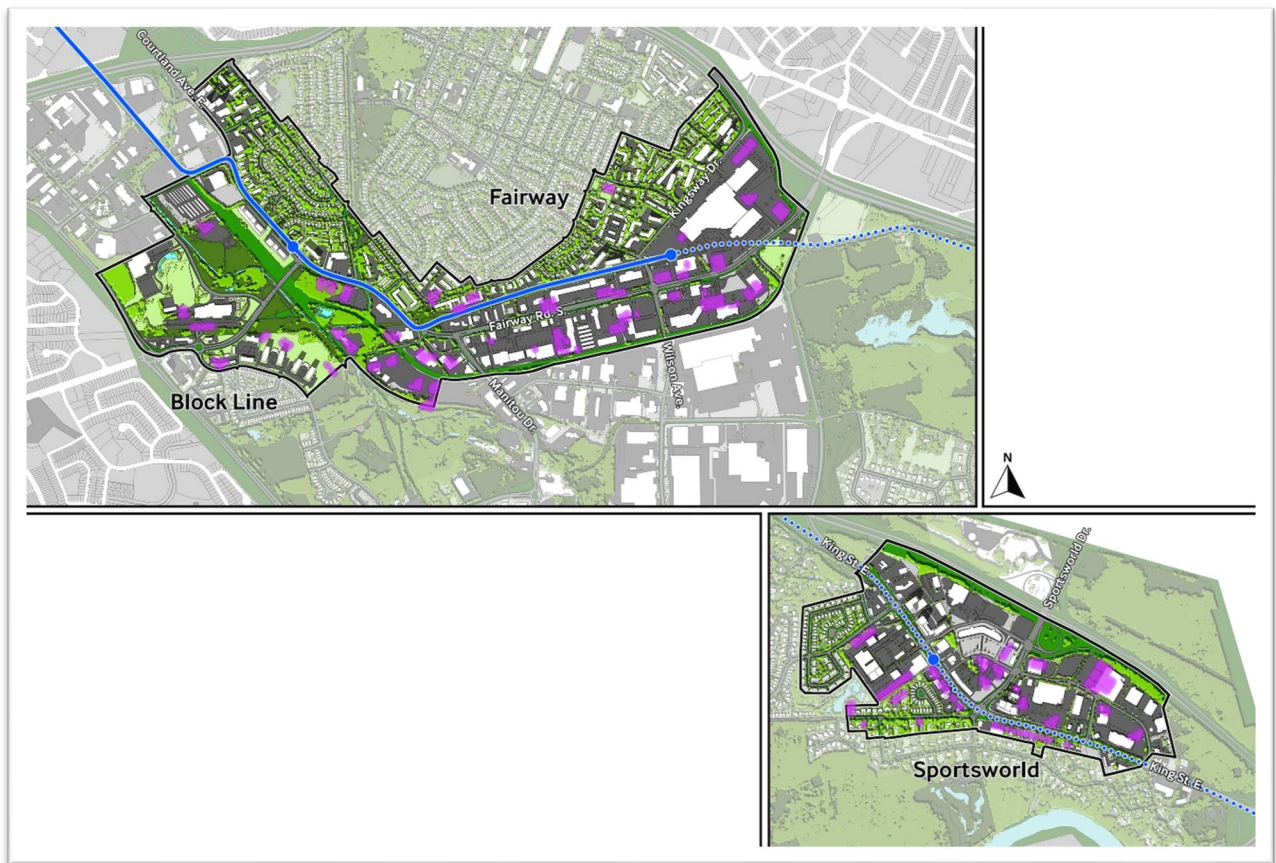 Courtland Ave. E.
Fairway
Kingsway Dr.
Fairway Rd. S.
Wilson Ave.
Block Line
Manitou Dr.
N
King St. E.
Sportsworld Dr.
Sportsworld
King St. E.